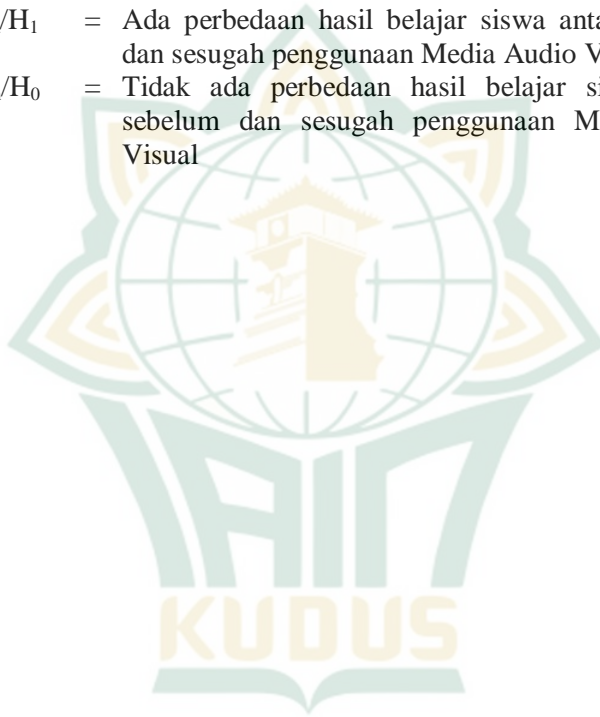 /H₁ = Ada perbedaan hasil belajar siswa anta
dan sesugah penggunaan Media Audio V
/H₀ = Tidak ada perbedaan hasil belajar si
sebelum dan sesugah penggunaan M
Visual
IAIN
KUDUS